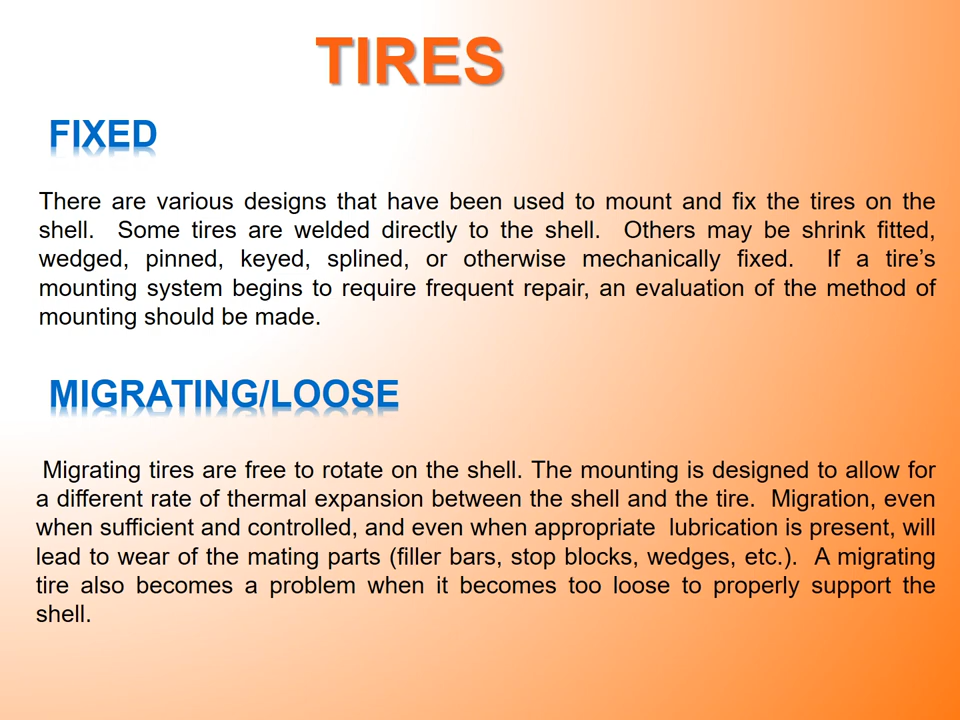 TIRES
FIXED
There are various designs that have been used to mount and fix the tires on the
shell.  Some tires are welded directly to the shell.  Others may be shrink fitted,
wedged, pinned, keyed, splined, or otherwise mechanically fixed.  If a tire’s
mounting system begins to require frequent repair, an evaluation of the method of
mounting should be made.
MIGRATING/LOOSE
Migrating tires are free to rotate on the shell. The mounting is designed to allow for
a different rate of thermal expansion between the shell and the tire.  Migration, even
when sufficient and controlled, and even when appropriate  lubrication is present, will
lead to wear of the mating parts (filler bars, stop blocks, wedges, etc.).  A migrating
tire also becomes a problem when it becomes too loose to properly support the
shell.